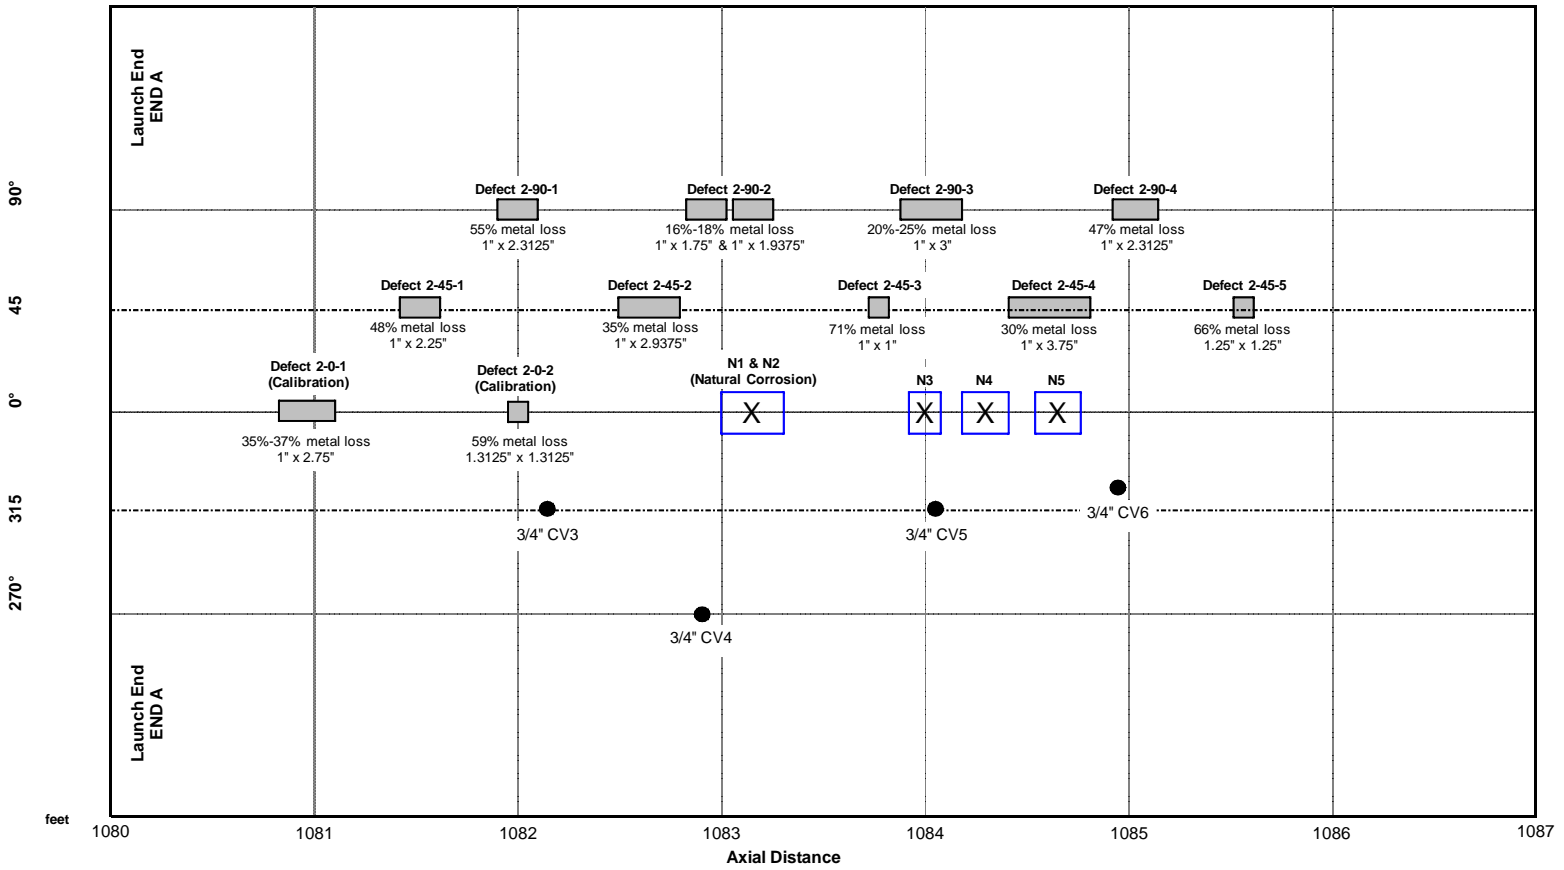 Launch End
END A
90°
Defect 2-90-1
55% metal loss
1" x 2.3125"
Defect 2-90-2
16%-18% metal loss
1" x 1.75" & 1" x 1.9375"
Defect 2-90-3
20%-25% metal loss
1" x 3"
Defect 2-90-4
47% metal loss
1" x 2.3125"
45
Defect 2-45-1
48% metal loss
1" x 2.25"
Defect 2-45-2
35% metal loss
1" x 2.9375"
Defect 2-45-3
71% metal loss
1" x 1"
Defect 2-45-4
30% metal loss
1" x 3.75"
Defect 2-45-5
66% metal loss
1.25" x 1.25"
0°
Defect 2-0-1
(Calibration)
35%-37% metal loss
1" x 2.75"
Defect 2-0-2
(Calibration)
59% metal loss
1.3125" x 1.3125"
N1 & N2
(Natural Corrosion)
X
N3
X
N4
X
N5
X
315
3/4" CV3
3/4" CV5
3/4" CV6
270°
3/4" CV4
Launch End
END A
feet
1080 1081 1082 1083 1084 1085 1086 1087
Axial Distance